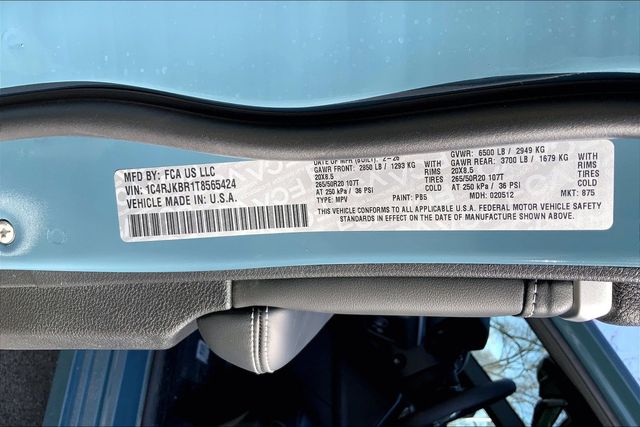 MFD BY: FCA US LLC
VIN: 1C4RJKBR1T8565424
VEHICLE MADE IN: U.S.A.
DATE OF MFR (BUILT): 2-26
GAWR FRONT: 2850 LB / 1293 KG
20X8.5 RIMS
265/50R20 107T TIRES
AT 250 kPa / 36 PSI COLD
TYPE: MPV
GVWR: 6500 LB / 2949 KG
GAWR REAR: 3700 LB / 1679 KG
20X8.5 RIMS
265/50R20 107T TIRES
AT 250 kPa / 36 PSI COLD
PAINT: PB5 MDH: 020512 MKT: 875
THIS VEHICLE CONFORMS TO ALL APPLICABLE U.S.A. FEDERAL MOTOR VEHICLE SAFETY
STANDARDS IN EFFECT ON THE DATE OF MANUFACTURE SHOWN ABOVE.